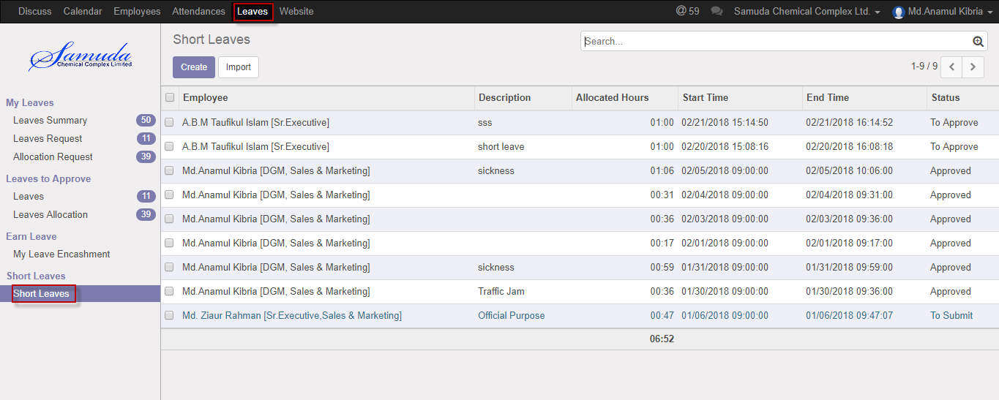 Discuss Calendar Employees Attendances Leaves Website @ 59 Samuda Chemical Complex Ltd. Md.Anamul Kibria
Samuda
Chemical Complex Limited
Short Leaves
Search...
Create Import
1-9 / 9
My Leaves
Leaves Summary 50
Leaves Request 11
Allocation Request 39
Leaves to Approve
Leaves 11
Leaves Allocation 39
Earn Leave
My Leave Encashment
Short Leaves
Short Leaves
Employee Description Allocated Hours Start Time End Time Status
A.B.M Taufikul Islam [Sr.Executive] sss 01:00 02/21/2018 15:14:50 02/21/2018 16:14:52 To Approve
A.B.M Taufikul Islam [Sr.Executive] short leave 01:00 02/20/2018 15:08:16 02/20/2018 16:08:18 To Approve
Md.Anamul Kibria [DGM, Sales & Marketing] sickness 01:06 02/05/2018 09:00:00 02/05/2018 10:06:00 Approved
Md.Anamul Kibria [DGM, Sales & Marketing] 00:31 02/04/2018 09:00:00 02/04/2018 09:31:00 Approved
Md.Anamul Kibria [DGM, Sales & Marketing] 00:36 02/03/2018 09:00:00 02/03/2018 09:36:00 Approved
Md.Anamul Kibria [DGM, Sales & Marketing] 00:17 02/01/2018 09:00:00 02/01/2018 09:17:00 Approved
Md.Anamul Kibria [DGM, Sales & Marketing] sickness 00:59 01/31/2018 09:00:00 01/31/2018 09:59:00 Approved
Md.Anamul Kibria [DGM, Sales & Marketing] Traffic Jam 00:36 01/30/2018 09:00:00 01/30/2018 09:36:00 Approved
Md. Ziaur Rahman [Sr.Executive,Sales & Marketing] Official Purpose 00:47 01/06/2018 09:00:00 01/06/2018 09:47:07 To Submit
06:52